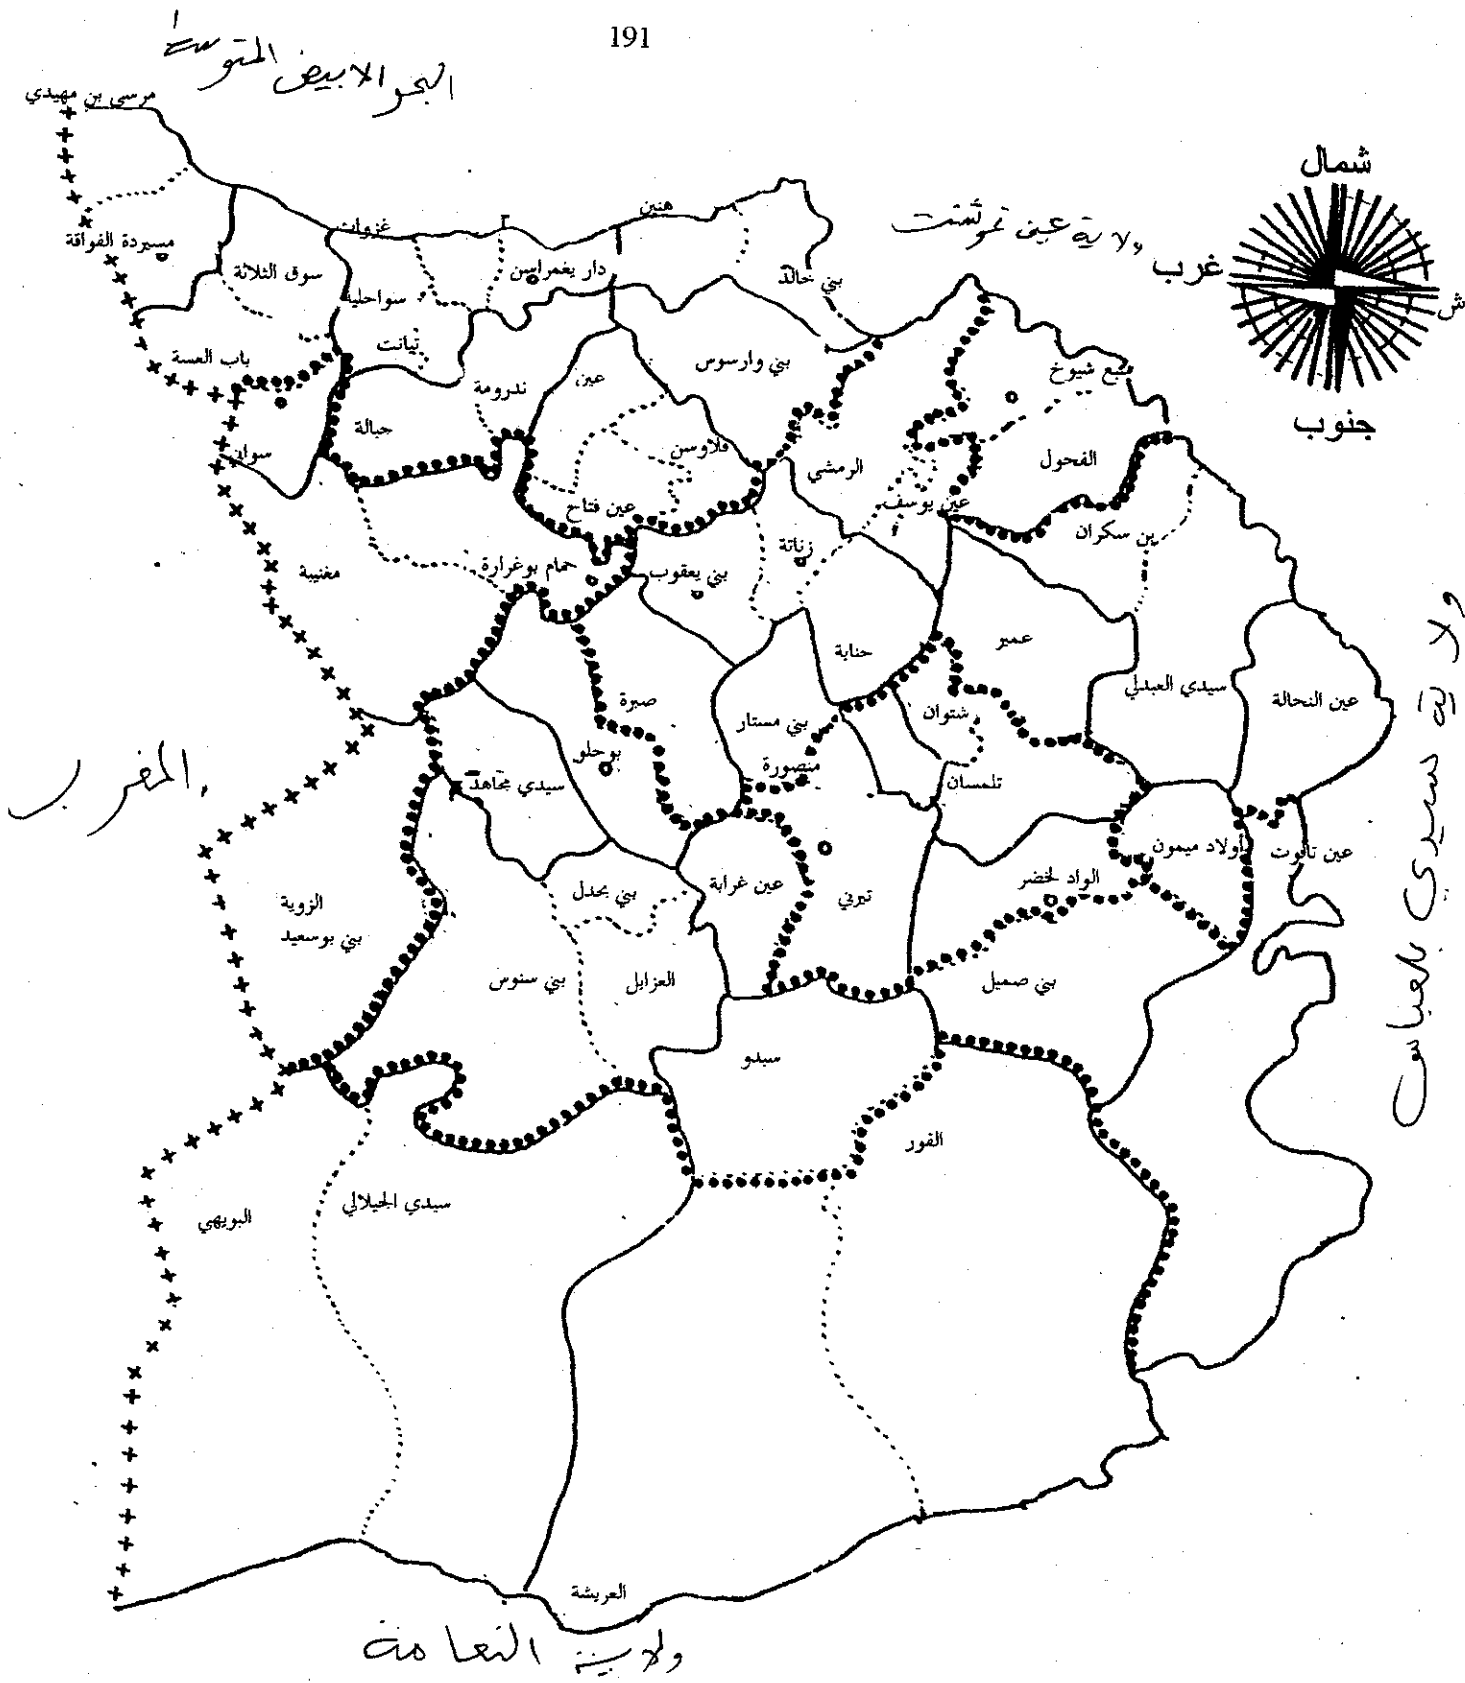 191
البحر الابيض المتوسط
مرسى بن مهيدي
شمال
هنين
ولاية عين تموشنت
غزوات
مسيردة الفواقة
سوق الثلاثة
دار يغمراسن
بني خالد
غرب
ش
سواحلية
تيانت
باب العسة
بني وارسوس
سبع شيوخ
ندرومة
عين
جنوب
جبالة
سواني
فلاوسن
الرمشي
الفحول
عين فتاح
عين يوسف
بن سكران
زناتة
مغنيية
حمام بوغرارة
بني يعقوب
عمير
حناية
ولاية سيدي بلعباس
سيدي العبدلي
عين النحالة
صبرة
بني مستار
شتوان
المغرب
بوحلو
منصورة
تلمسان
سيدي مجاهد
أولاد ميمون
عين تالوت
الواد لخضر
بني بحدل
عين غرابة
تيرني
الزوية
بني بوسعيد
بني سنوس
العزايل
بني صميل
سبدو
القور
سيدي الجيلالي
البويهي
العريشة
ولاية النعامة